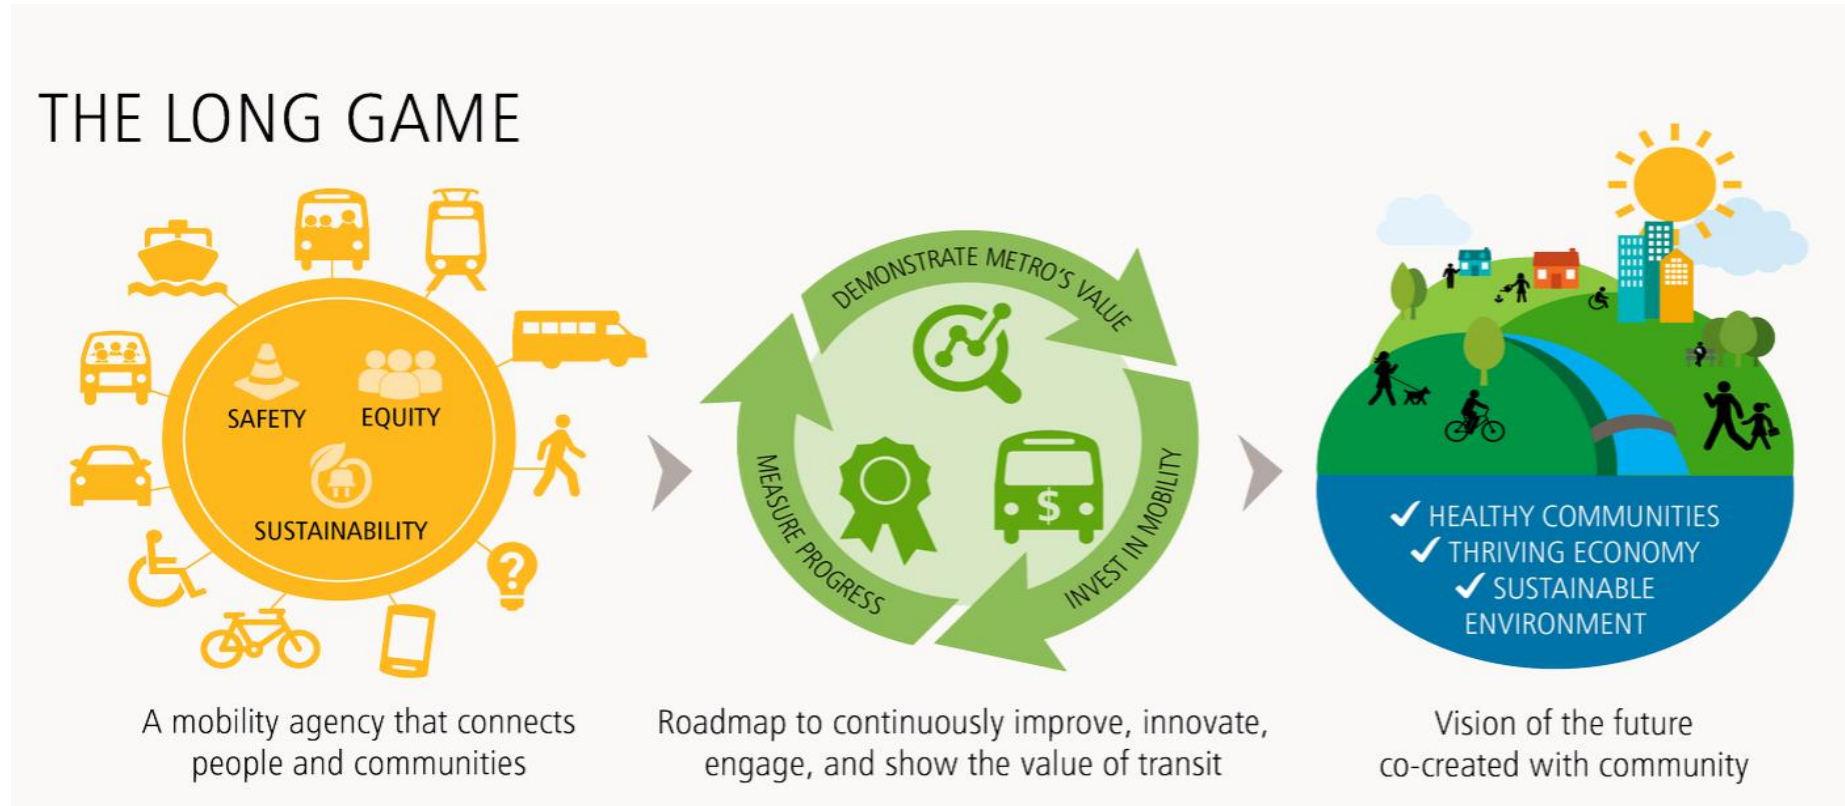 THE LONG GAME
SAFETY
EQUITY
SUSTAINABILITY
?
A mobility agency that connects
people and communities
DEMONSTRATE METRO'S VALUE
INVEST IN MOBILITY
MEASURE PROGRESS
$
Roadmap to continuously improve, innovate,
engage, and show the value of transit
✓ HEALTHY COMMUNITIES
✓ THRIVING ECONOMY
✓ SUSTAINABLE
ENVIRONMENT
Vision of the future
co-created with community